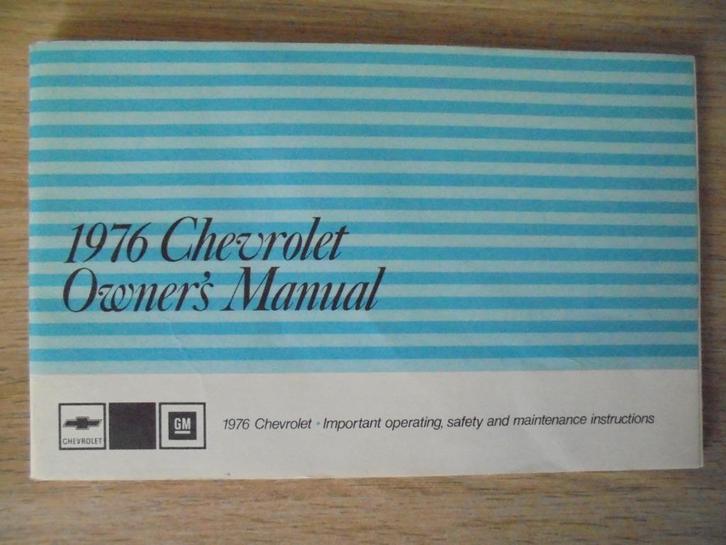 1976 Chevrolet
Owner's Manual
CHEVROLET
GM
1976 Chevrolet • Important operating, safety and maintenance instructions